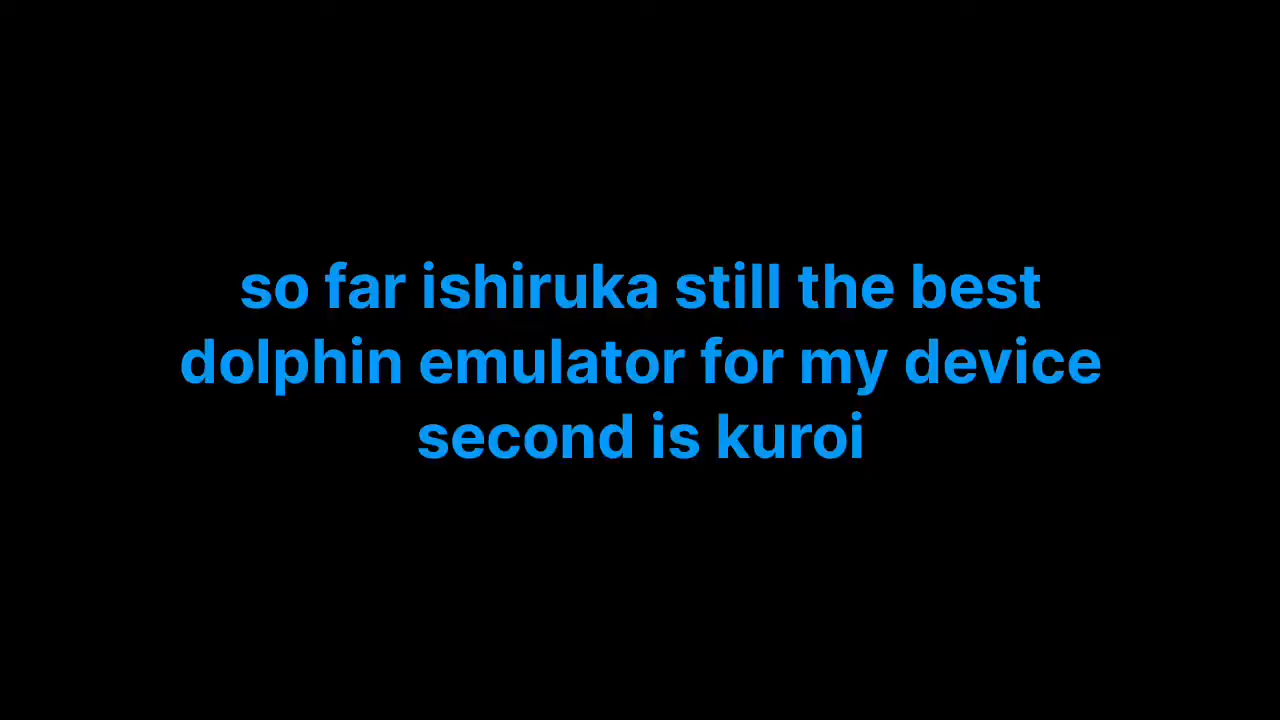 so far ishiruka still the best
dolphin emulator for my device
second is kuroi